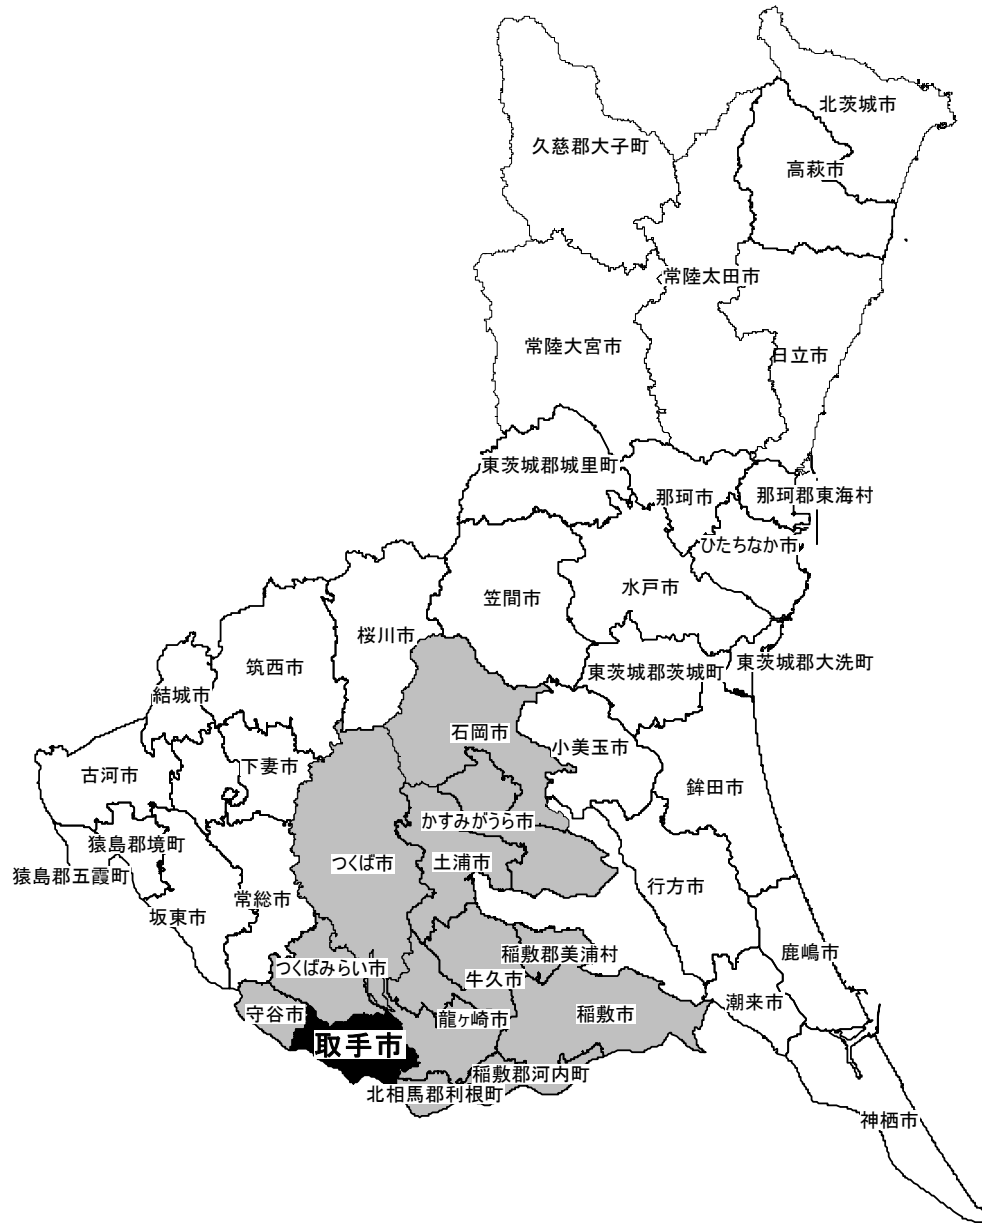 北茨城市
久慈郡大子町
高萩市
常陸太田市
常陸大宮市
日立市
東茨城郡城里町
那珂市
那珂郡東海村
ひたちなか市
笠間市
水戸市
桜川市
筑西市
東茨城郡茨城町
東茨城郡大洗町
結城市
石岡市
小美玉市
下妻市
古河市
鉾田市
かすみがうら市
猿島郡境町
つくば市
土浦市
猿島郡五霞町
行方市
常総市
坂東市
稲敷郡美浦村
鹿嶋市
つくばみらい市
牛久市
潮来市
守谷市
龍ヶ崎市
稲敷市
取手市
稲敷郡河内町
北相馬郡利根町
神栖市